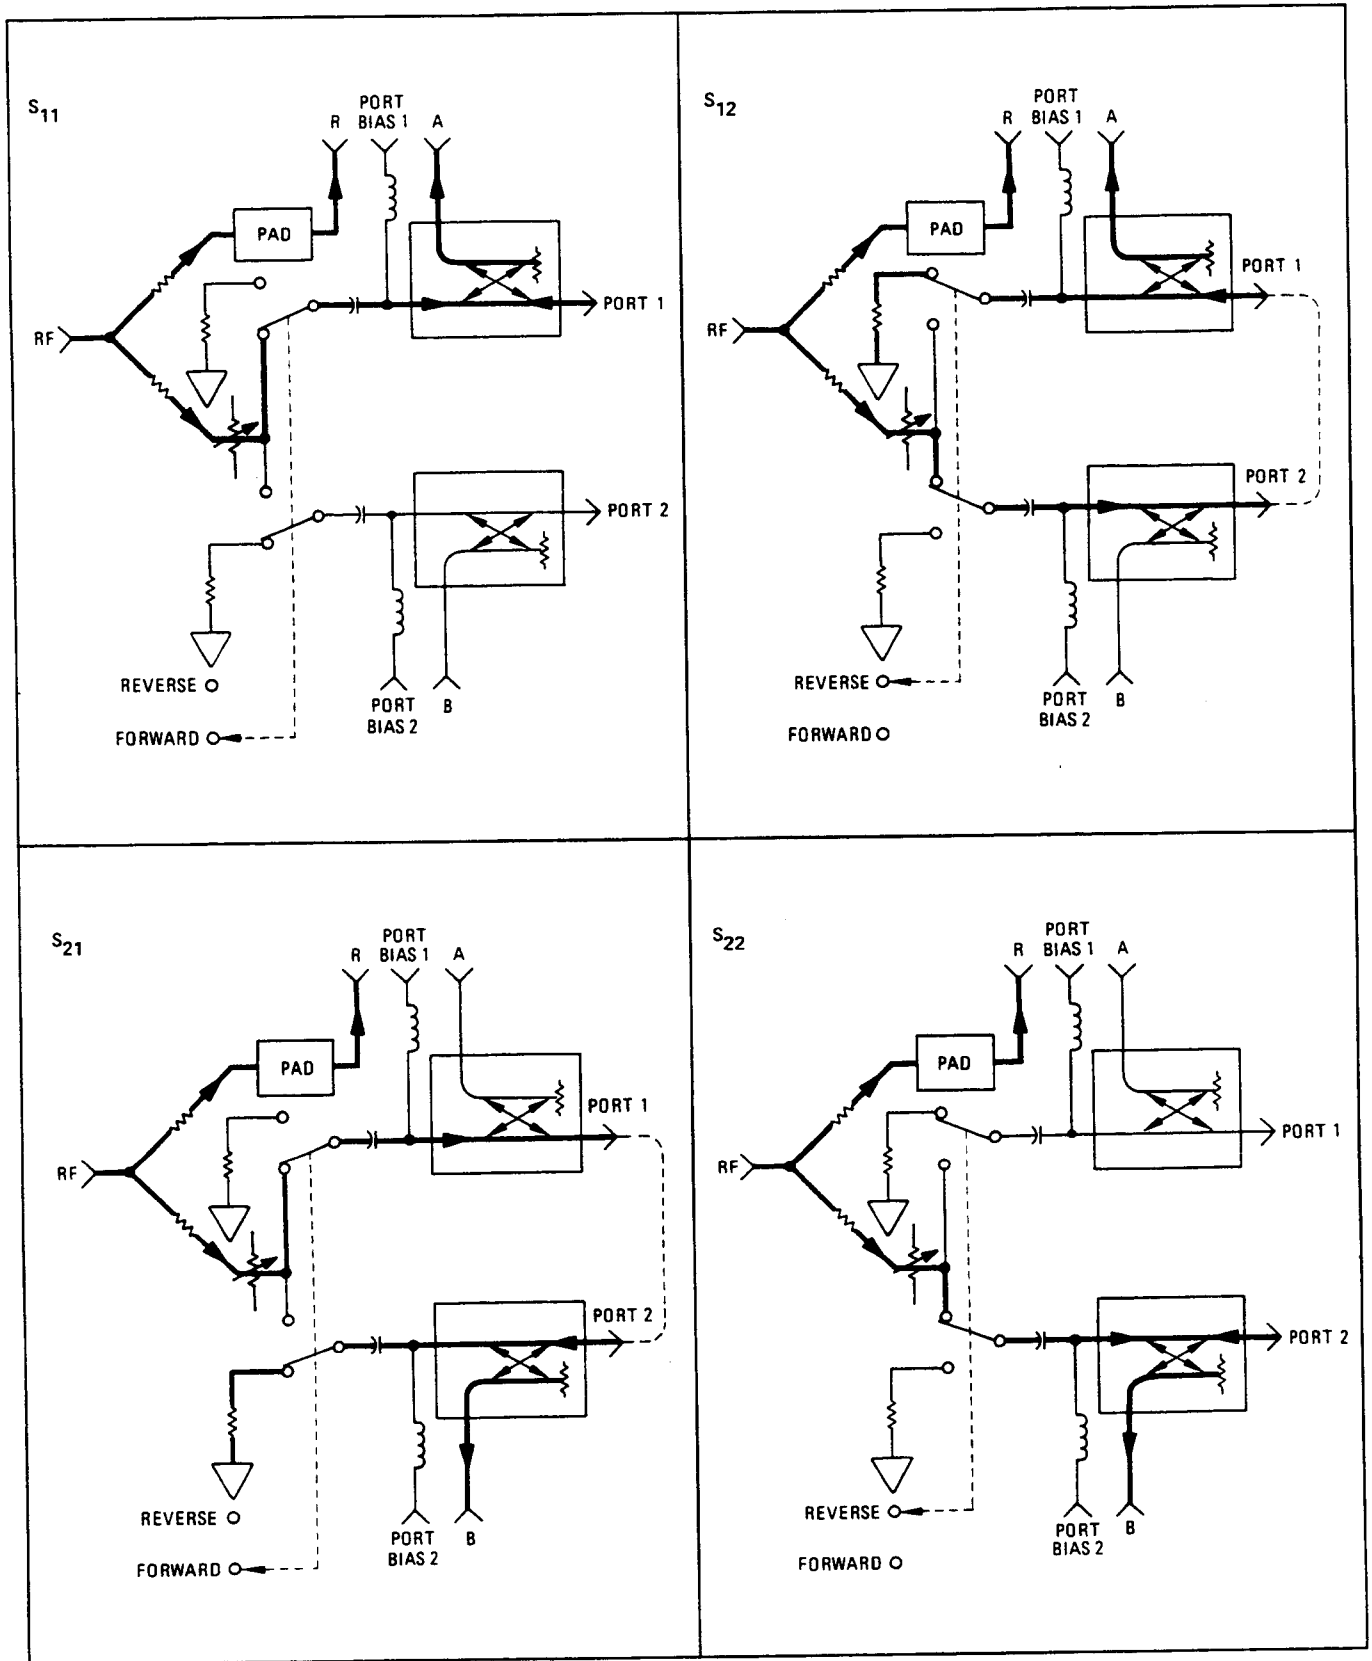 S11
R
PORT
BIAS 1
A
PAD
PORT 1
RF
PORT 2
REVERSE
PORT
BIAS 2
B
FORWARD
S12
R
PORT
BIAS 1
A
PAD
PORT 1
RF
PORT 2
REVERSE
PORT
BIAS 2
B
FORWARD
S21
R
PORT
BIAS 1
A
PAD
PORT 1
RF
PORT 2
REVERSE
PORT
BIAS 2
B
FORWARD
S22
R
PORT
BIAS 1
A
PAD
PORT 1
RF
PORT 2
REVERSE
PORT
BIAS 2
B
FORWARD